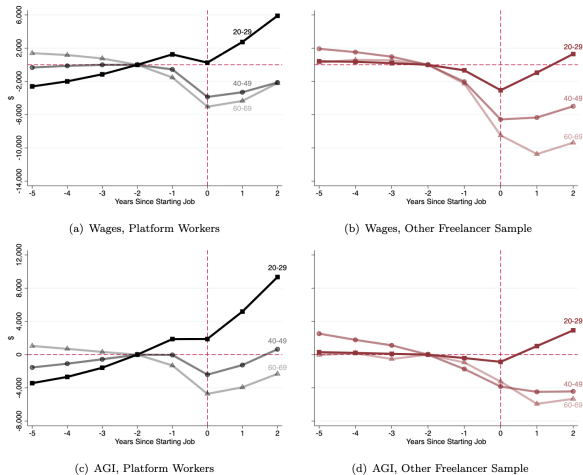 6,000
2,000
-2,000
-6,000
-10,000
-14,000
$
20-29
40-49
60-69
-5 -4 -3 -2 -1 0 1 2
Years Since Starting Job
(a) Wages, Platform Workers
20-29
40-49
60-69
-5 -4 -3 -2 -1 0 1 2
Years Since Starting Job
(b) Wages, Other Freelancer Sample
12,000
8,000
4,000
0
-4,000
-8,000
$
20-29
40-49
60-69
-5 -4 -3 -2 -1 0 1 2
Years Since Starting Job
(c) AGI, Platform Workers
20-29
40-49
60-69
-5 -4 -3 -2 -1 0 1 2
Years Since Starting Job
(d) AGI, Other Freelancer Sample